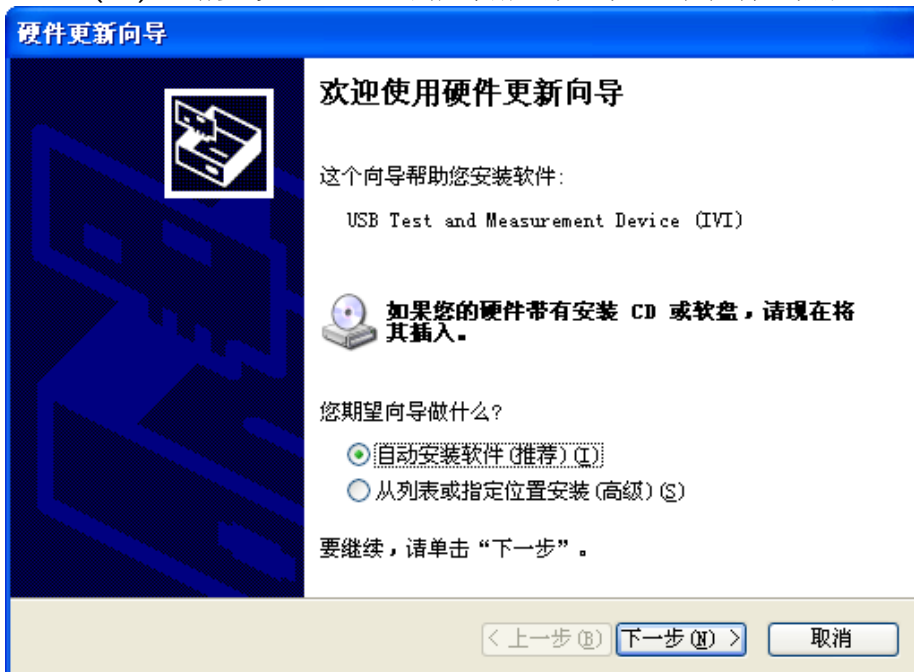 硬件更新向导
欢迎使用硬件更新向导
这个向导帮助您安装软件:
USB Test and Measurement Device (IVI)
如果您的硬件带有安装 CD 或软盘，请现在将
其插入。
您期望向导做什么?
自动安装软件(推荐)(I)
从列表或指定位置安装(高级)(S)
要继续，请单击“下一步”。
< 上一步(B) 下一步(N) > 取消